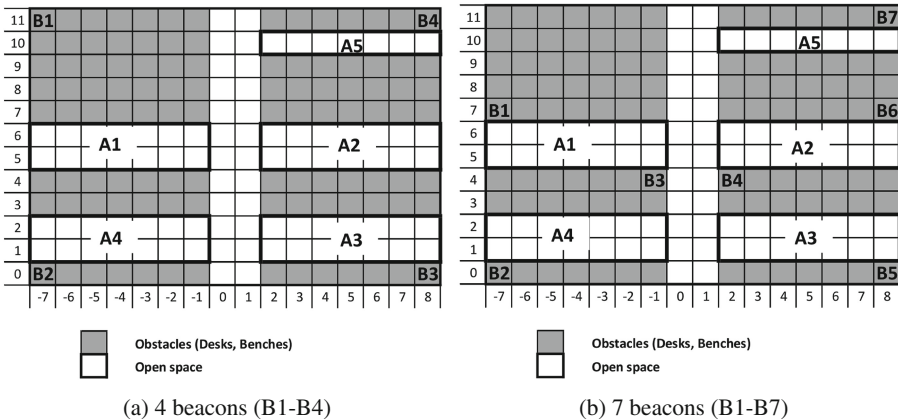 11 B1 B4
10 A5
9
8
7
6
A1 A2
5
4
3
2
A4 A3
1
0 B2 B3
-7 -6 -5 -4 -3 -2 -1 0 1 2 3 4 5 6 7 8
Obstacles (Desks, Benches)
Open space
(a) 4 beacons (B1-B4)
11 B7
10 A5
9
8
7 B1 B6
6
A1 A2
5
4 B3 B4
3
2
A4 A3
1
0 B2 B5
-7 -6 -5 -4 -3 -2 -1 0 1 2 3 4 5 6 7 8
Obstacles (Desks, Benches)
Open space
(b) 7 beacons (B1-B7)